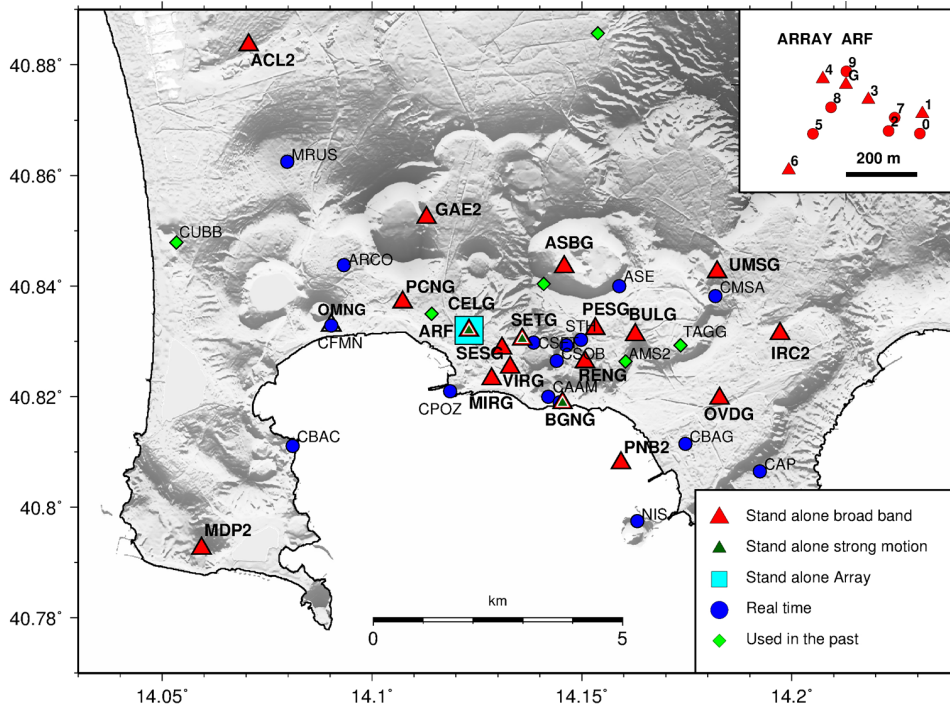 40.88˚
40.86˚
40.84˚
40.82˚
40.8˚
40.78˚
14.05˚
14.1˚
14.15˚
14.2˚
ACL2
MRUS
CUBB
GAE2
ARCO
ASBG
ASE
UMSG
CMSA
PCNG
OMNG
CFMN
CELG
ARF
SETG
PESG
BULG
TAGG
IRC2
SESG
CSOB
AMS2
RENG
VIRG
MIRG
CAAM
BGNG
CPOZ
OVDG
CBAC
PNB2
CBAG
CAP
NIS
MDP2
ARRAY ARF
4
9
G
3
8
7
1
5
2
0
6
200 m
km
0
5
Stand alone broad band
Stand alone strong motion
Stand alone Array
Real time
Used in the past